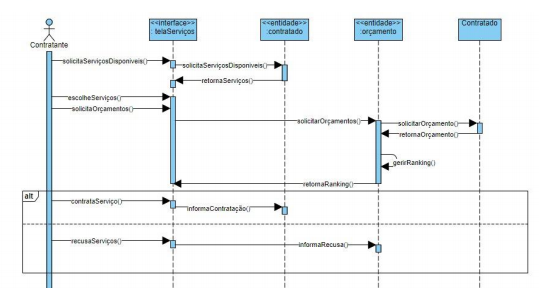 <<interface>>
: telaServiços
<<entidade>>
:contratado
<<entidade>>
:orçamento
Contratado
Contratante
solicitaServiçosDisponiveis()
solicitaServiçosDisponiveis()
retornaServiços()
escolheServiços()
solicitaOrçamentos()
solicitarOrçamentos()
solicitarOrçamento()
retornaOrçamento()
gerirRanking()
retornaRanking()
alt
contrataServiço()
informaContratação()
recusaServiços()
informaRecusa()